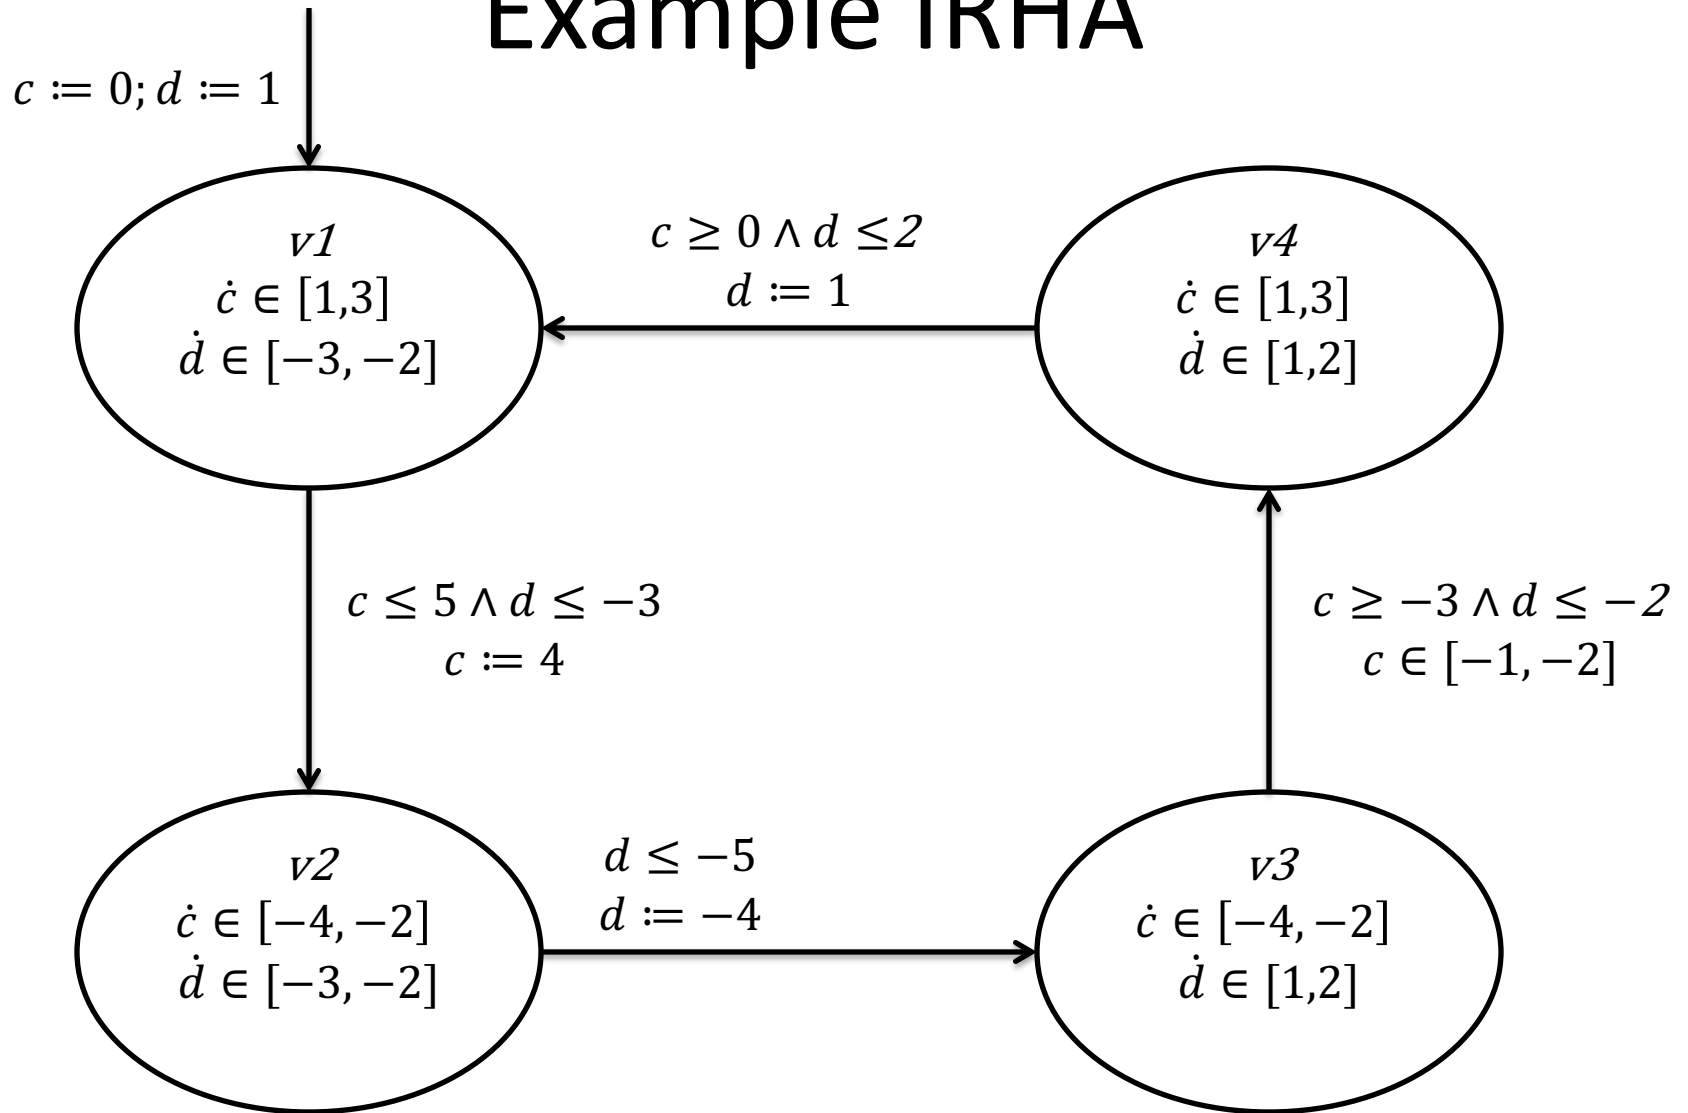 Example IRHA
c ≔ 0; d ≔ 1
v1
ċ ∈ [1,3]
ḋ ∈ [−3, −2]
c ≥ 0 ∧ d ≤2
d ≔ 1
v4
ċ ∈ [1,3]
ḋ ∈ [1,2]
c ≤ 5 ∧ d ≤ −3
c ≔ 4
c ≥ −3 ∧ d ≤ −2
c ∈ [−1, −2]
v2
ċ ∈ [−4, −2]
ḋ ∈ [−3, −2]
d ≤ −5
d ≔ −4
v3
ċ ∈ [−4, −2]
ḋ ∈ [1,2]